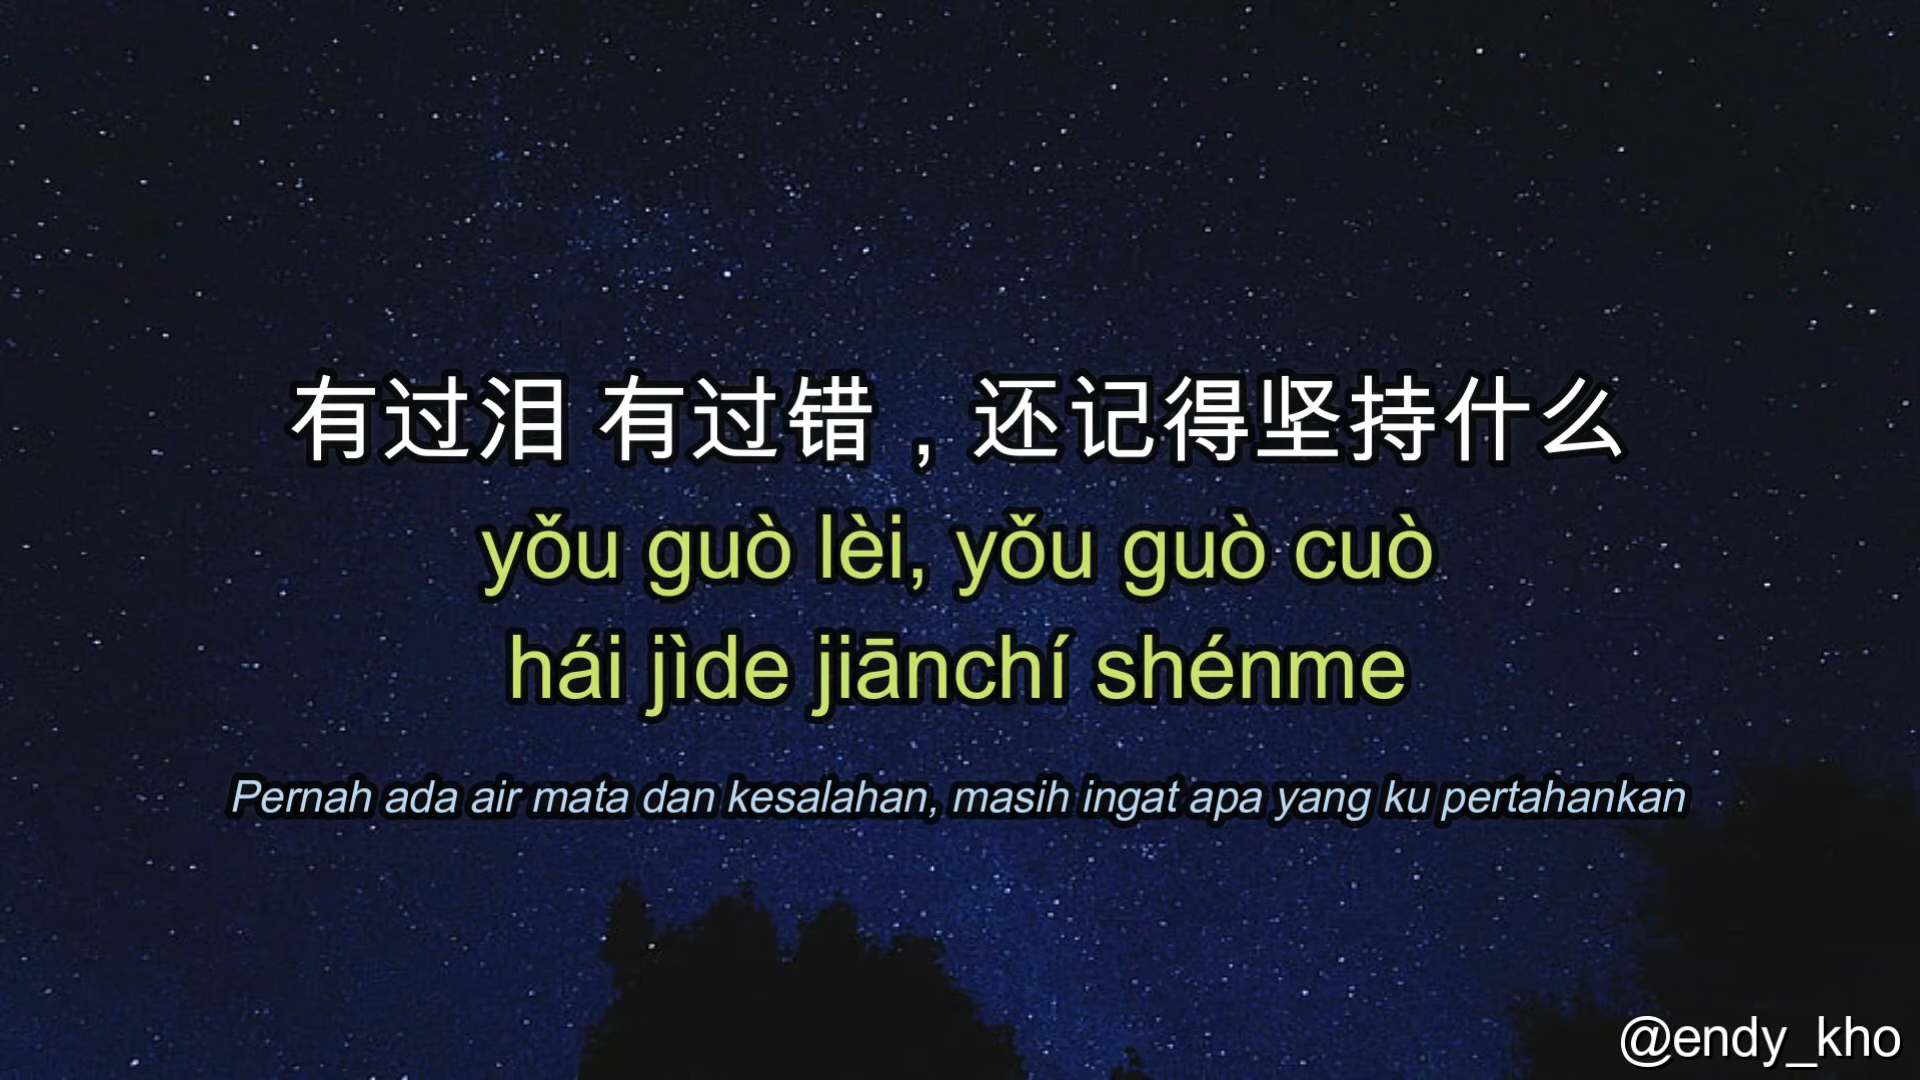 有过泪 有过错，还记得坚持什么
yǒu guò lèi, yǒu guò cuò
hái jìde jiānchí shénme
Pernah ada air mata dan kesalahan, masih ingat apa yang ku pertahankan
@endy_kho